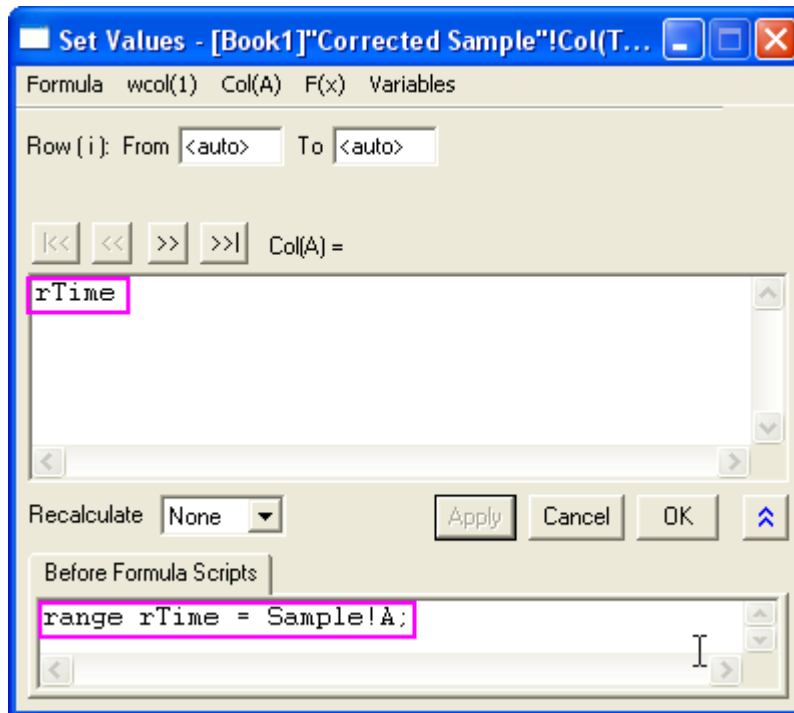 Set Values - [Book1]"Corrected Sample"!Col(T...
Formula wcol(1) Col(A) F(x) Variables
Row ( i ): From <auto> To <auto>
|<< << >> >>| Col(A) =
rTime
Recalculate None Apply Cancel OK
Before Formula Scripts
range rTime = Sample!A;